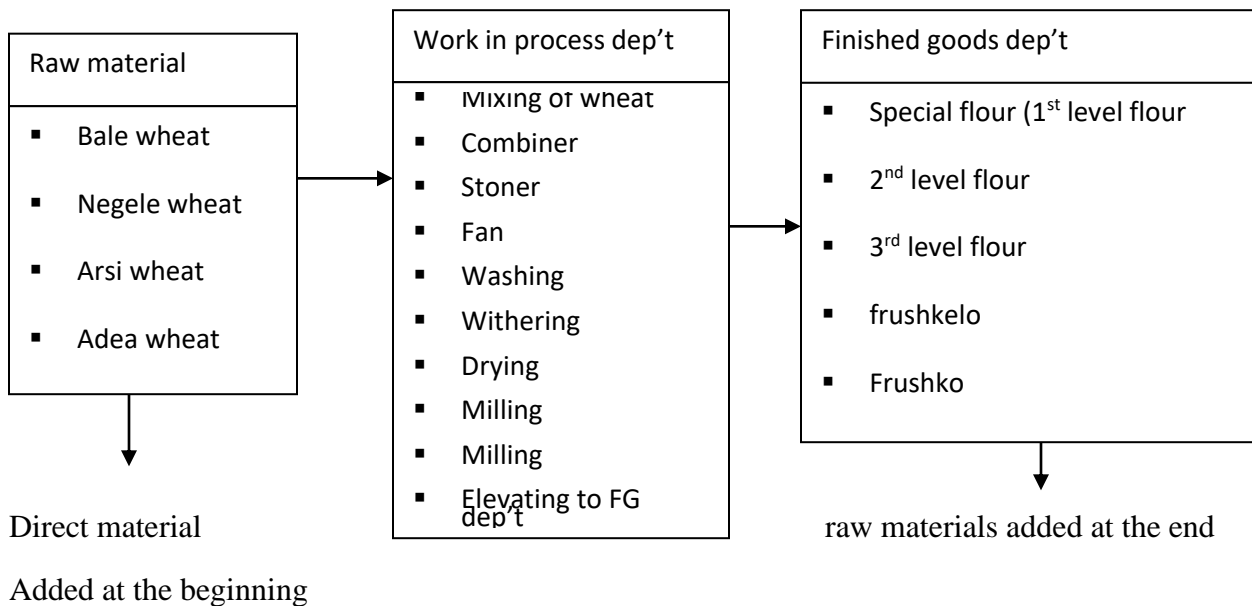 Raw material
▪ Bale wheat
▪ Negele wheat
▪ Arsi wheat
▪ Adea wheat
Direct material
Added at the beginning
Work in process dep’t
▪ Mixing of wheat
▪ Combiner
▪ Stoner
▪ Fan
▪ Washing
▪ Withering
▪ Drying
▪ Milling
▪ Milling
▪ Elevating to FG
dep’t
Finished goods dep’t
▪ Special flour (1st level flour
▪ 2nd level flour
▪ 3rd level flour
▪ frushkelo
▪ Frushko
raw materials added at the end